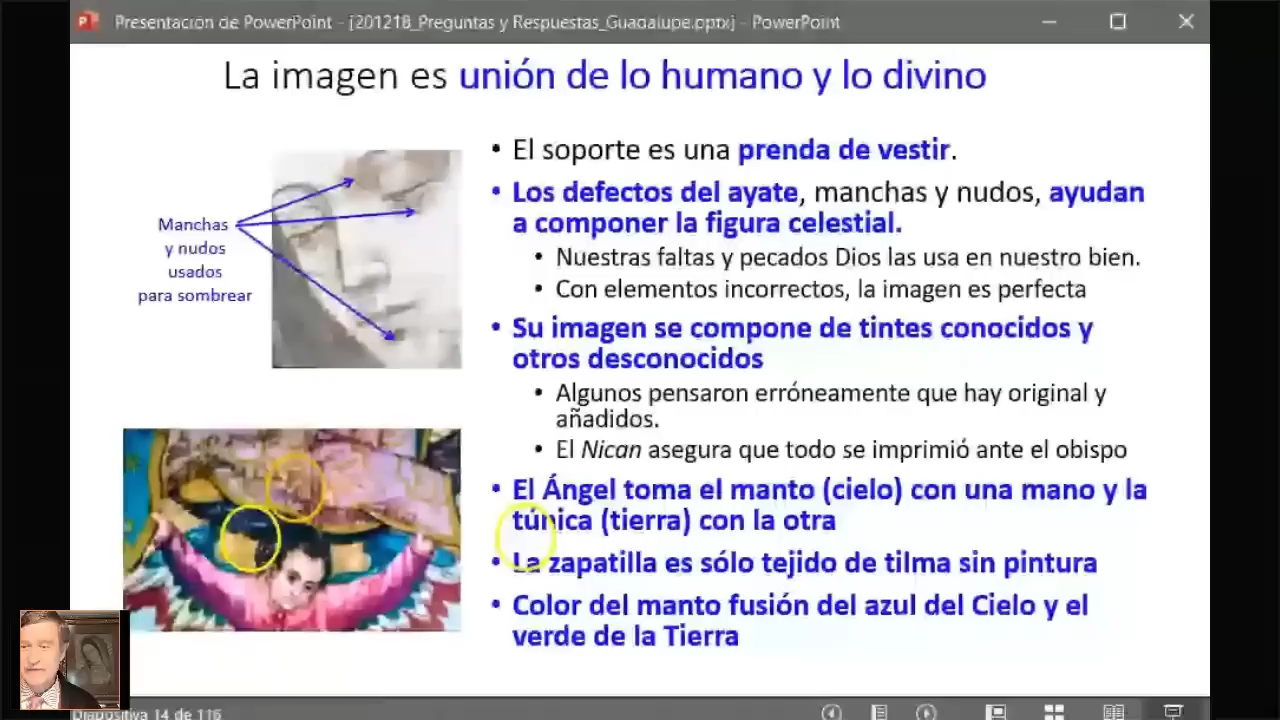 Presentación de PowerPoint - [201218_Preguntas y Respuestas_Guadalupe.pptx] - PowerPoint
La imagen es unión de lo humano y lo divino
• El soporte es una prenda de vestir.
• Los defectos del ayate, manchas y nudos, ayudan
a componer la figura celestial.
• Nuestras faltas y pecados Dios las usa en nuestro bien.
• Con elementos incorrectos, la imagen es perfecta
• Su imagen se compone de tintes conocidos y
otros desconocidos
• Algunos pensaron erróneamente que hay original y
añadidos.
• El Nican asegura que todo se imprimió ante el obispo
• El Ángel toma el manto (cielo) con una mano y la
túnica (tierra) con la otra
• La zapatilla es sólo tejido de tilma sin pintura
• Color del manto fusión del azul del Cielo y el
verde de la Tierra
Manchas
y nudos
usados
para sombrear
Diapositiva 14 de 116